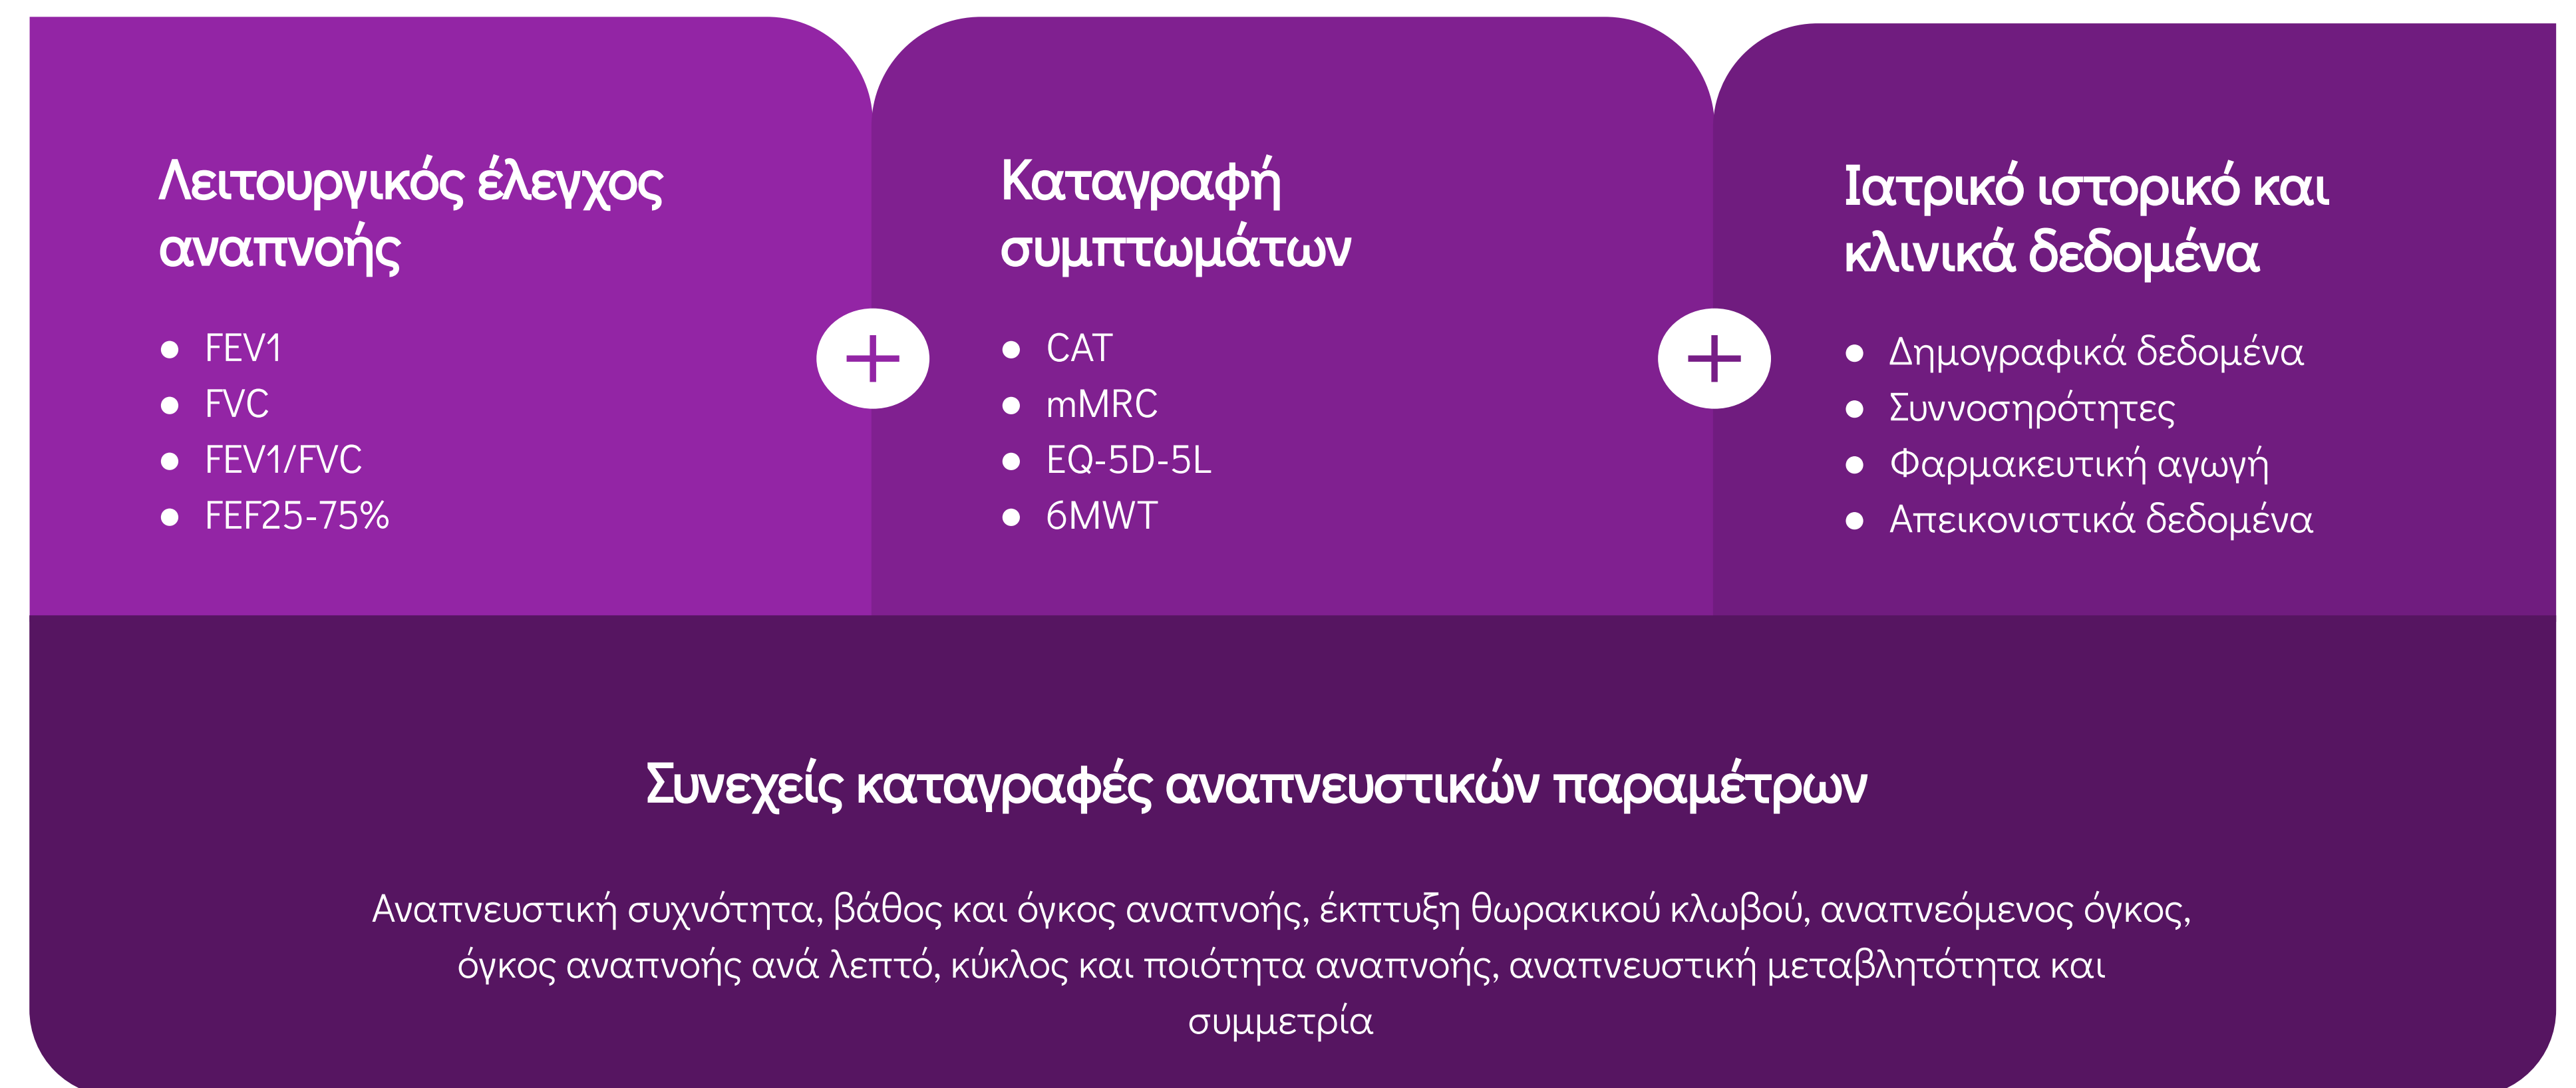 Λειτουργικός έλεγχος
αναπνοής
● FEV1
● FVC
● FEV1/FVC
● FEF25-75%
+
Καταγραφή
συμπτωμάτων
● CAT
● mMRC
● EQ-5D-5L
● 6MWT
+
Ιατρικό ιστορικό και
κλινικά δεδομένα
● Δημογραφικά δεδομένα
● Συννοσηρότητες
● Φαρμακευτική αγωγή
● Απεικονιστικά δεδομένα
Συνεχείς καταγραφές αναπνευστικών παραμέτρων
Αναπνευστική συχνότητα, βάθος και όγκος αναπνοής, έκπτυξη θωρακικού κλωβού, αναπνεόμενος όγκος,
όγκος αναπνοής ανά λεπτό, κύκλος και ποιότητα αναπνοής, αναπνευστική μεταβλητότητα και
συμμετρία